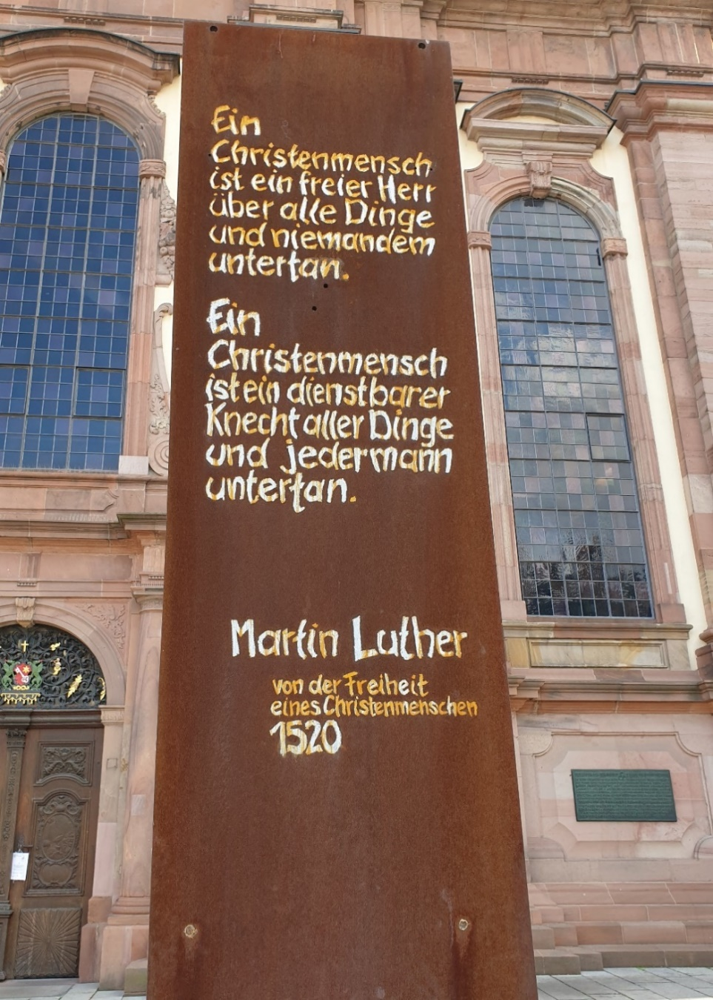 Ein
Christenmensch
ist ein freier Herr
über alle Dinge
und niemandem
untertan.
Ein
Christenmensch
ist ein dienstbarer
Knecht aller Dinge
und jedermann
untertan.
Martin Luther
von der Freiheit
eines Christenmenschen
1520